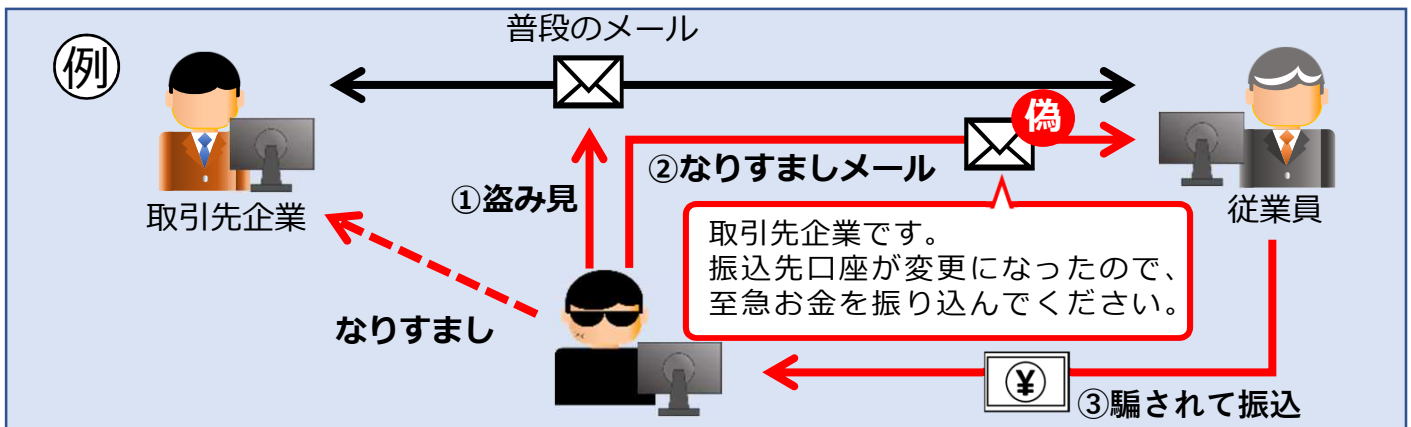 例
普段のメール
偽
②なりすましメール
①盗み見
取引先企業
従業員
取引先企業です。
振込先口座が変更になったので、
至急お金を振り込んでください。
なりすまし
¥
③騙されて振込